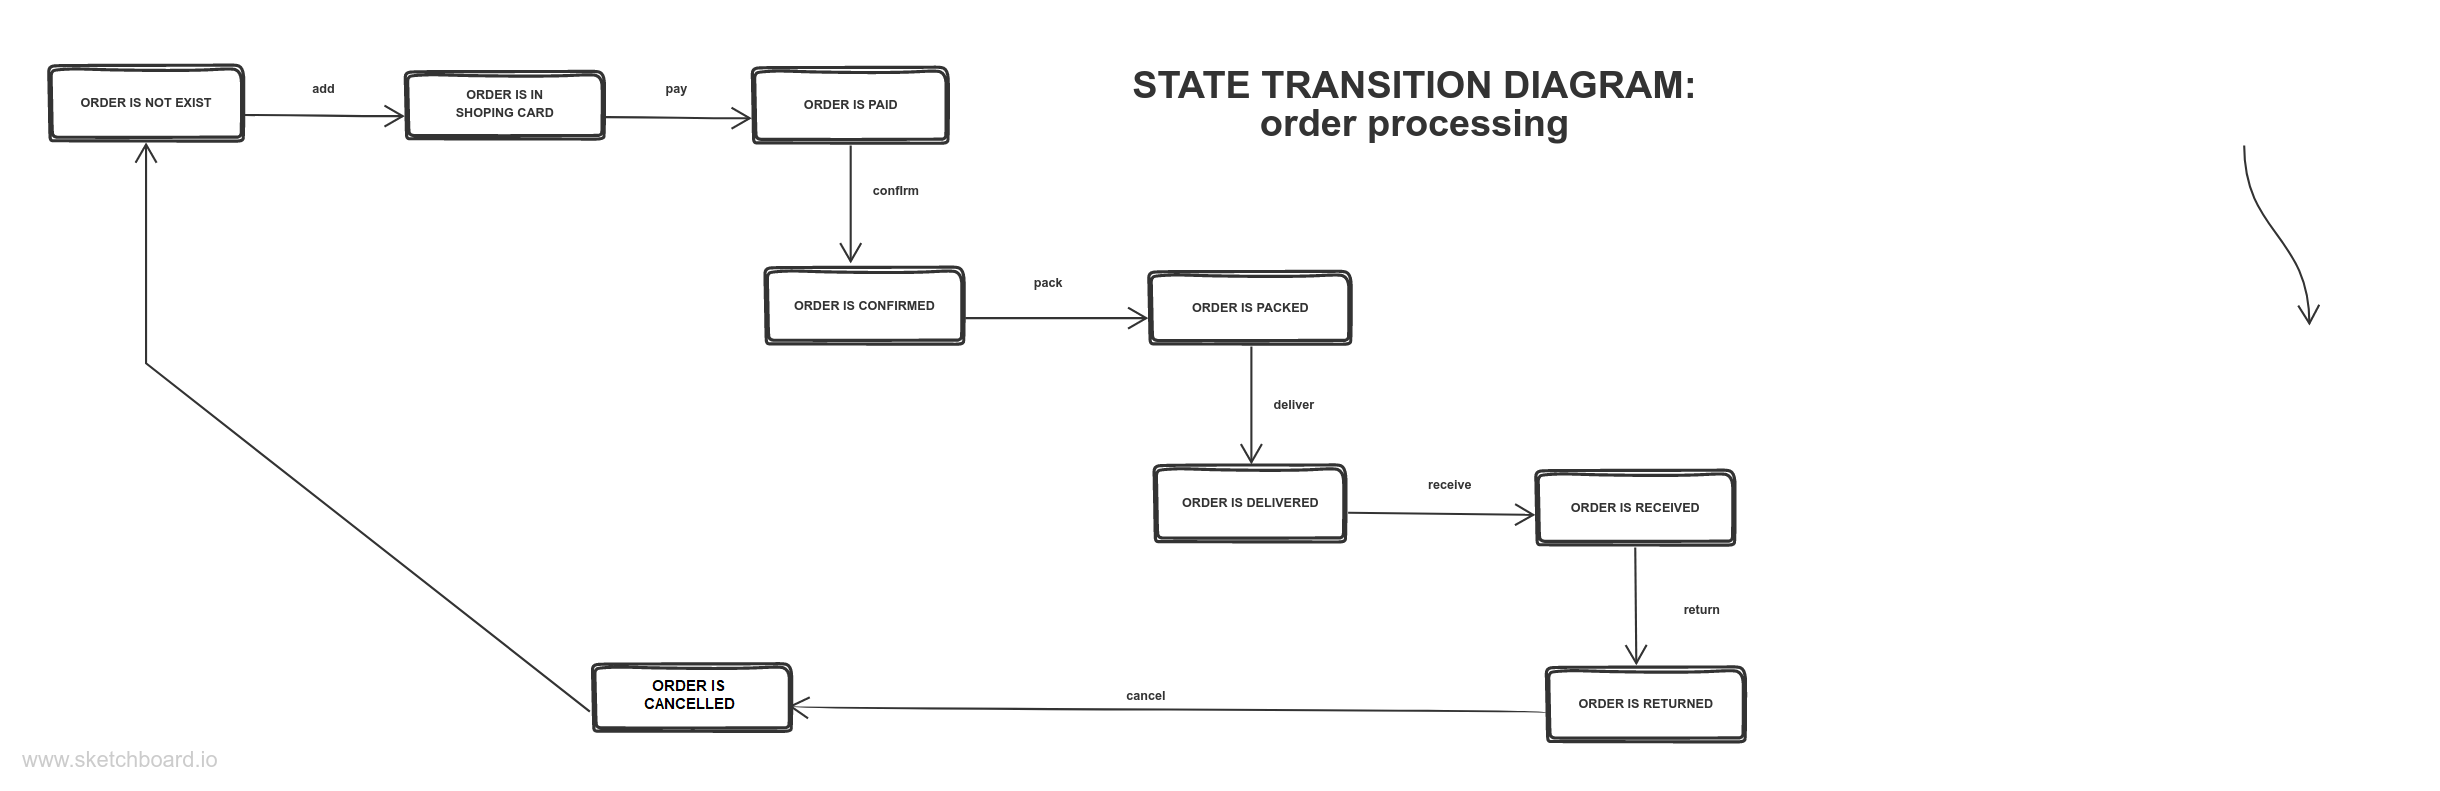 STATE TRANSITION DIAGRAM:
order processing
ORDER IS NOT EXIST
add
ORDER IS IN
SHOPING CARD
pay
ORDER IS PAID
confirm
ORDER IS CONFIRMED
pack
ORDER IS PACKED
deliver
ORDER IS DELIVERED
receive
ORDER IS RECEIVED
return
ORDER IS RETURNED
cancel
ORDER IS
CANCELLED
www.sketchboard.io